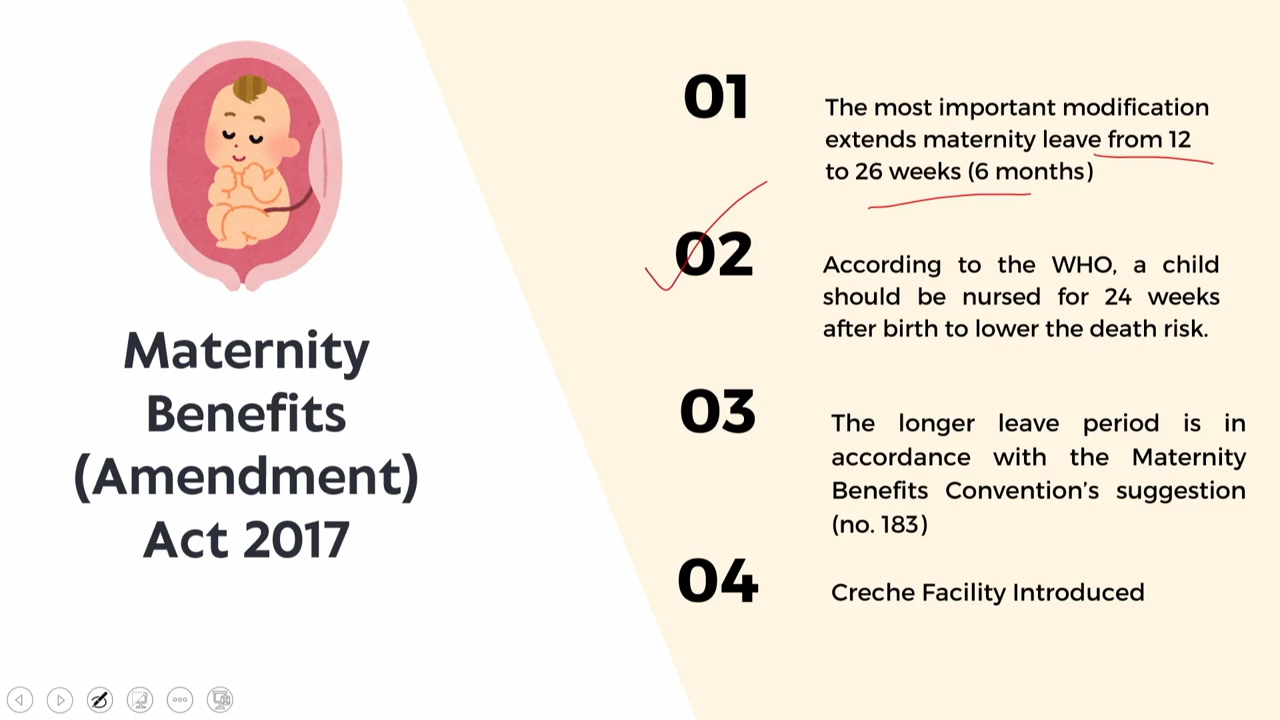 Maternity
Benefits
(Amendment)
Act 2017
01
The most important modification
extends maternity leave from 12
to 26 weeks (6 months)
02
According to the WHO, a child
should be nursed for 24 weeks
after birth to lower the death risk.
03
The longer leave period is in
accordance with the Maternity
Benefits Convention's suggestion
(no. 183)
04
Creche Facility Introduced